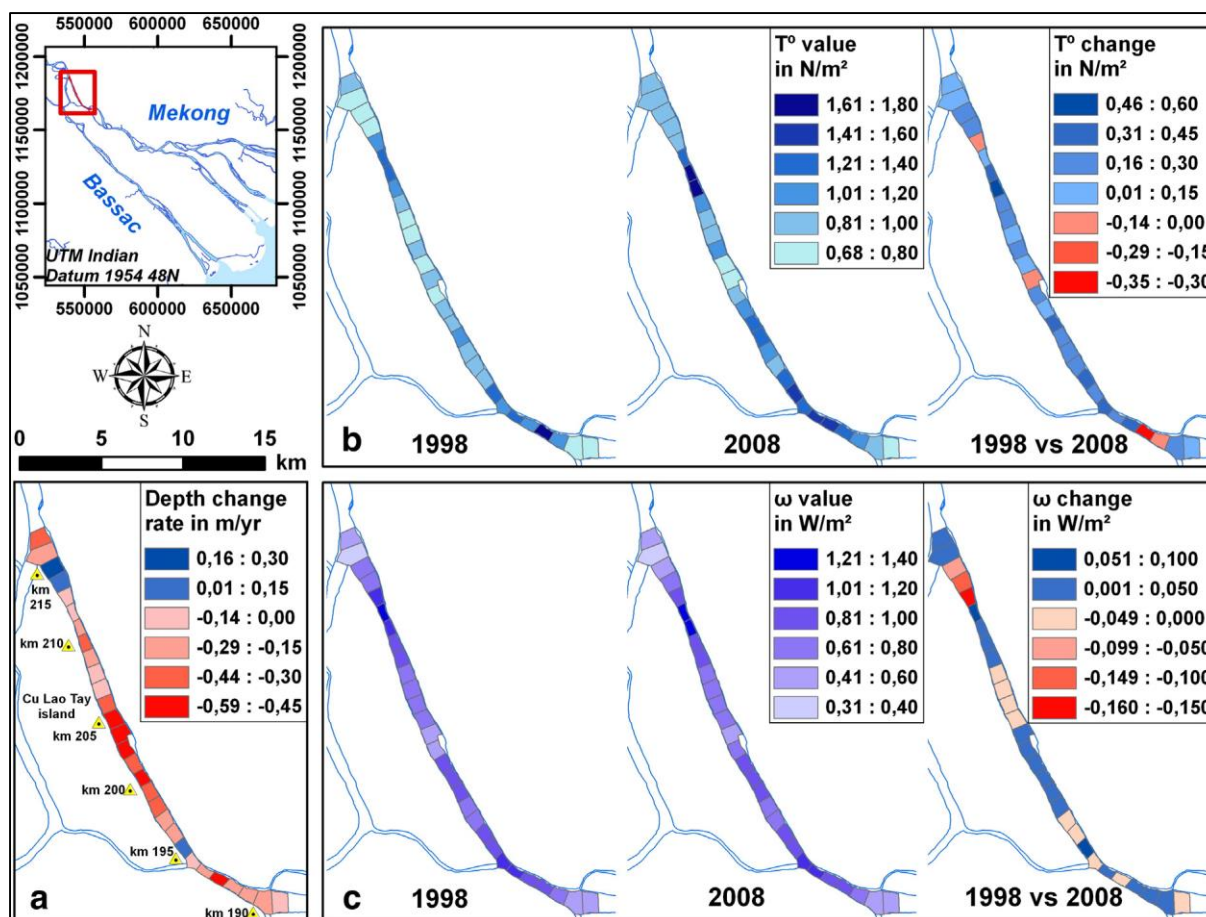 550000 600000 650000
1200000
1150000
1100000
1050000
Mekong
Bassac
UTM Indian
Datum 1954 48N
550000 600000 650000
N
W E
S
0 5 10 15
km
Tº value
in N/m²
1,61 : 1,80
1,41 : 1,60
1,21 : 1,40
1,01 : 1,20
0,81 : 1,00
0,68 : 0,80
Tº change
in N/m²
0,46 : 0,60
0,31 : 0,45
0,16 : 0,30
0,01 : 0,15
-0,14 : 0,00
-0,29 : -0,15
-0,35 : -0,30
b
1998
2008
1998 vs 2008
Depth change
rate in m/yr
0,16 : 0,30
0,01 : 0,15
-0,14 : 0,00
-0,29 : -0,15
-0,44 : -0,30
-0,59 : -0,45
km
215
km 210
Cu Lao Tay
island
km 205
km 200
km 195
km 190
a
ω value
in W/m²
1,21 : 1,40
1,01 : 1,20
0,81 : 1,00
0,61 : 0,80
0,41 : 0,60
0,31 : 0,40
ω change
in W/m²
0,051 : 0,100
0,001 : 0,050
-0,049 : 0,000
-0,099 : -0,050
-0,149 : -0,100
-0,160 : -0,150
c
1998
2008
1998 vs 2008